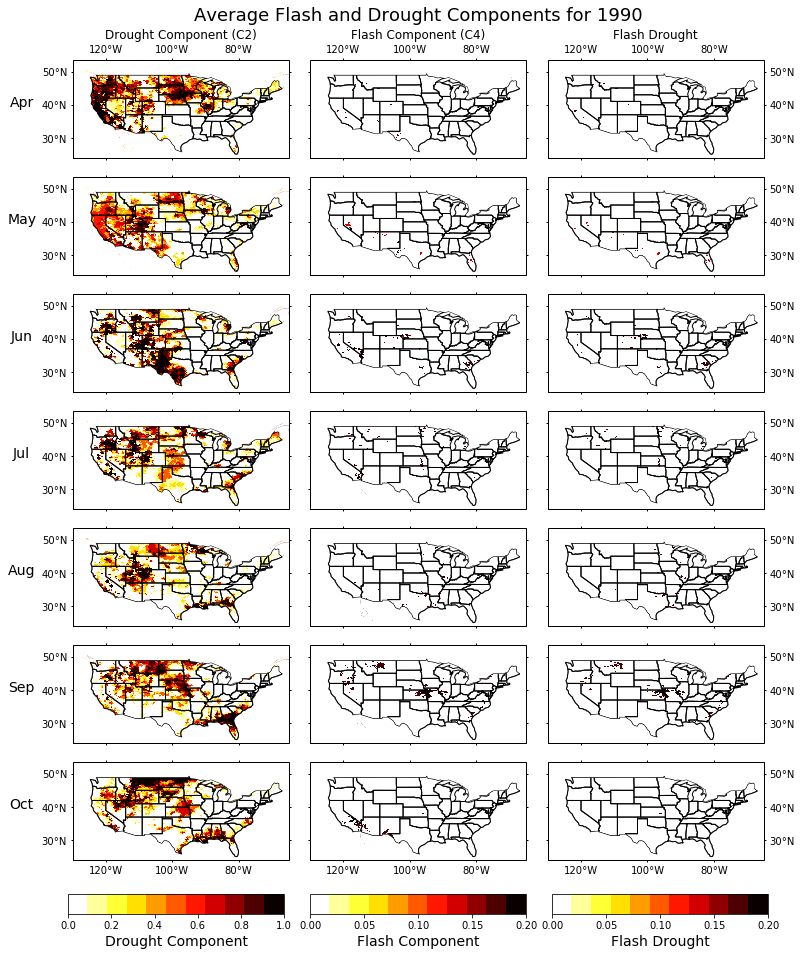 Average Flash and Drought Components for 1990
Drought Component (C2) Flash Component (C4) Flash Drought
120°W 100°W 80°W 120°W 100°W 80°W 120°W 100°W 80°W
50°N 50°N
Apr 40°N 40°N
30°N 30°N
50°N 50°N
May 40°N 40°N
30°N 30°N
50°N 50°N
Jun 40°N 40°N
30°N 30°N
50°N 50°N
Jul 40°N 40°N
30°N 30°N
50°N 50°N
Aug 40°N 40°N
30°N 30°N
50°N 50°N
Sep 40°N 40°N
30°N 30°N
50°N 50°N
Oct 40°N 40°N
30°N 30°N
120°W 100°W 80°W 120°W 100°W 80°W 120°W 100°W 80°W
0.0 0.2 0.4 0.6 0.8 1.0 0.00 0.05 0.10 0.15 0.20 0.00 0.05 0.10 0.15 0.20
Drought Component Flash Component Flash Drought